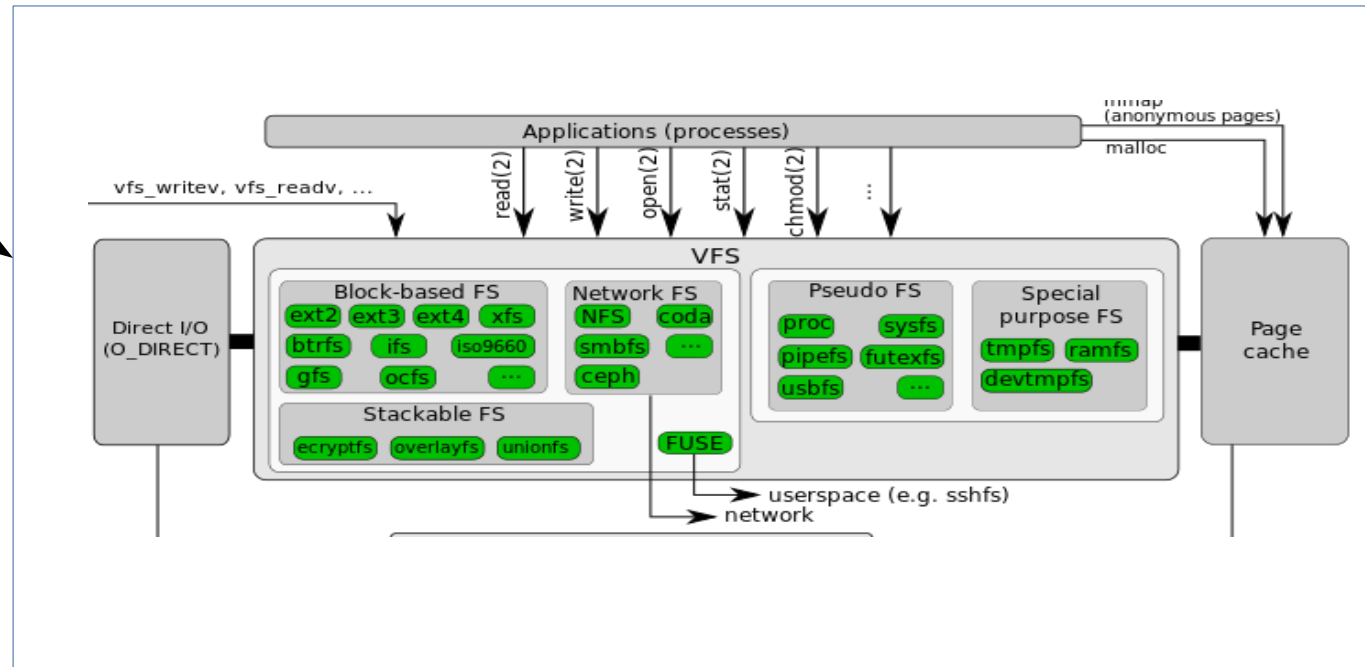 mmap
(anonymous pages)
malloc
Applications (processes)
read(2)
write(2)
open(2)
stat(2)
chmod(2)
...
vfs_writev, vfs_readv, ...
VFS
Direct I/O
(O_DIRECT)
Block-based FS
ext2 ext3 ext4 xfs
btrfs ifs iso9660
gfs ocfs ...
Network FS
NFS coda
smbfs ...
ceph
Stackable FS
ecryptfs overlayfs unionfs
FUSE
Pseudo FS
proc sysfs
pipefs futexfs
usbfs ...
Special
purpose FS
tmpfs ramfs
devtmpfs
Page
cache
userspace (e.g. sshfs)
network